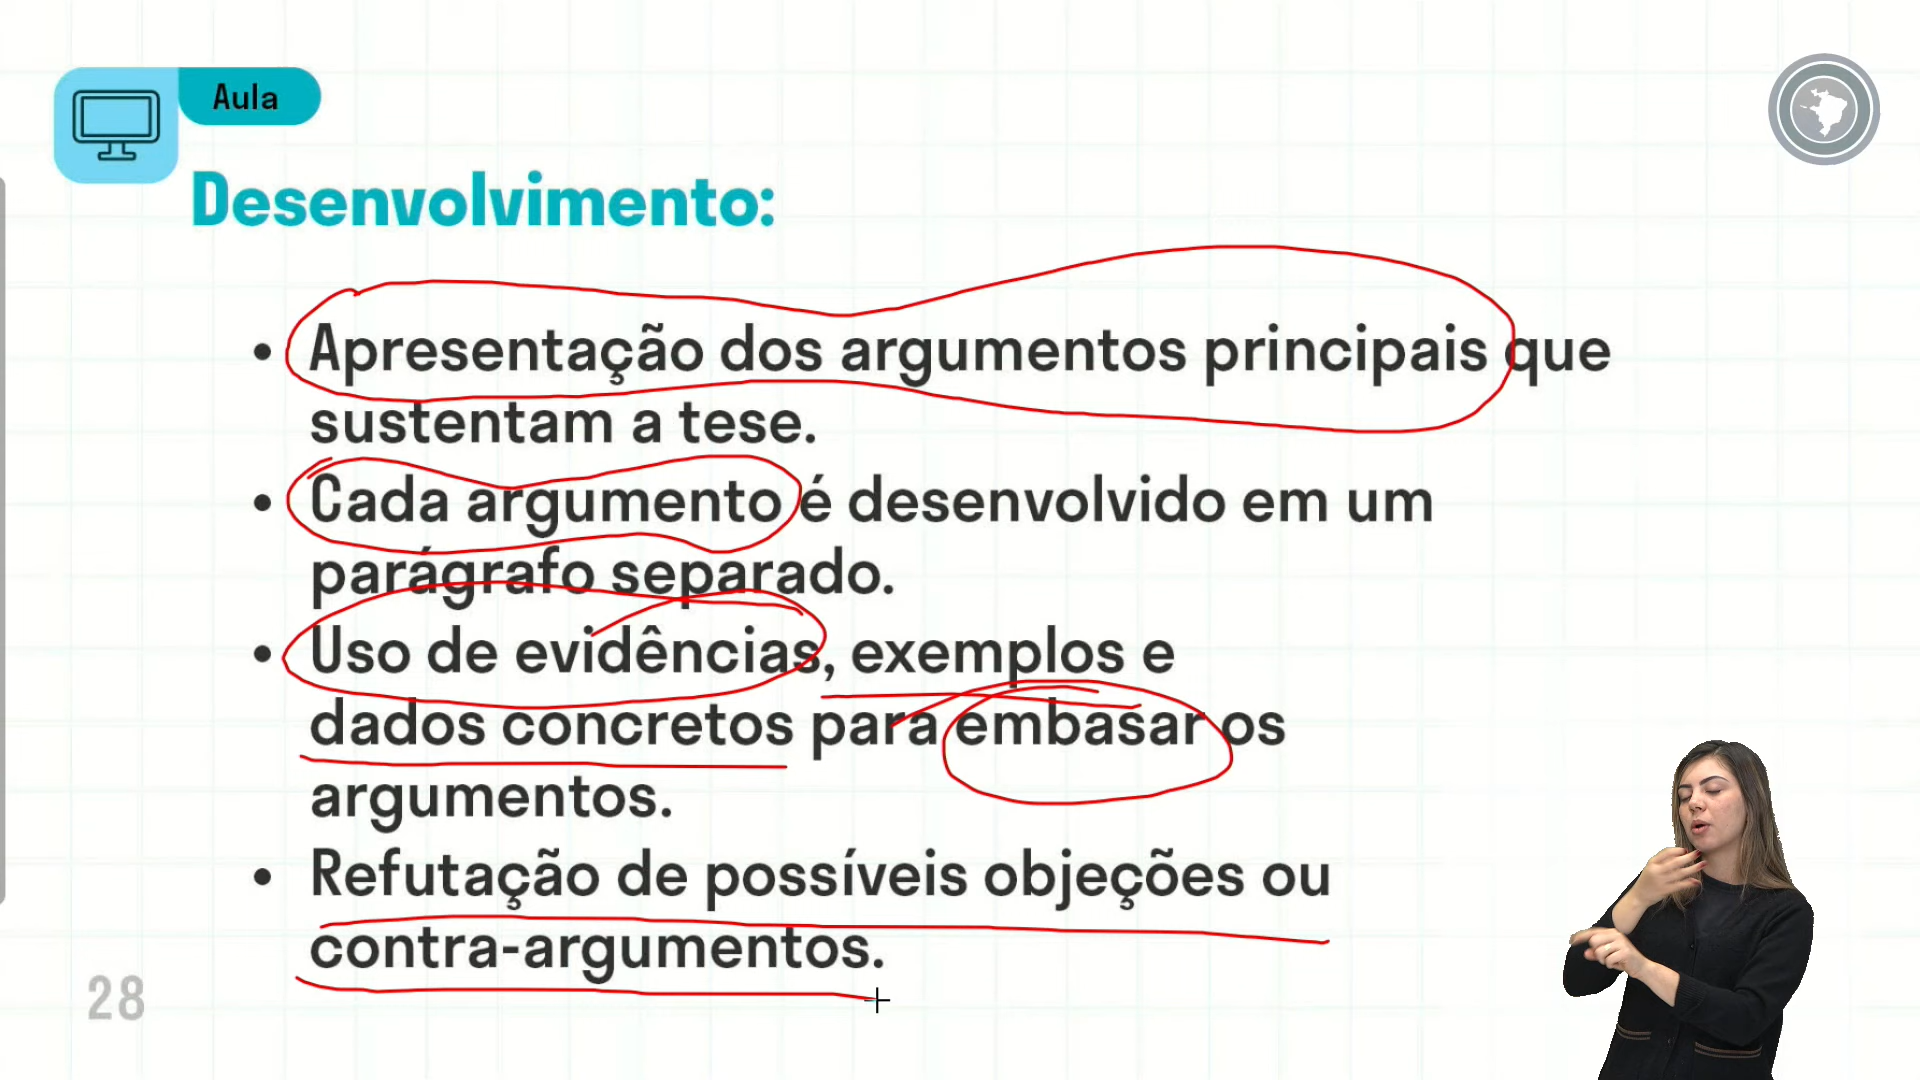 Aula
Desenvolvimento:
• Apresentação dos argumentos principais que
sustentam a tese.
• Cada argumento é desenvolvido em um
parágrafo separado.
• Uso de evidências, exemplos e
dados concretos para embasar os
argumentos.
• Refutação de possíveis objeções ou
contra-argumentos.
28